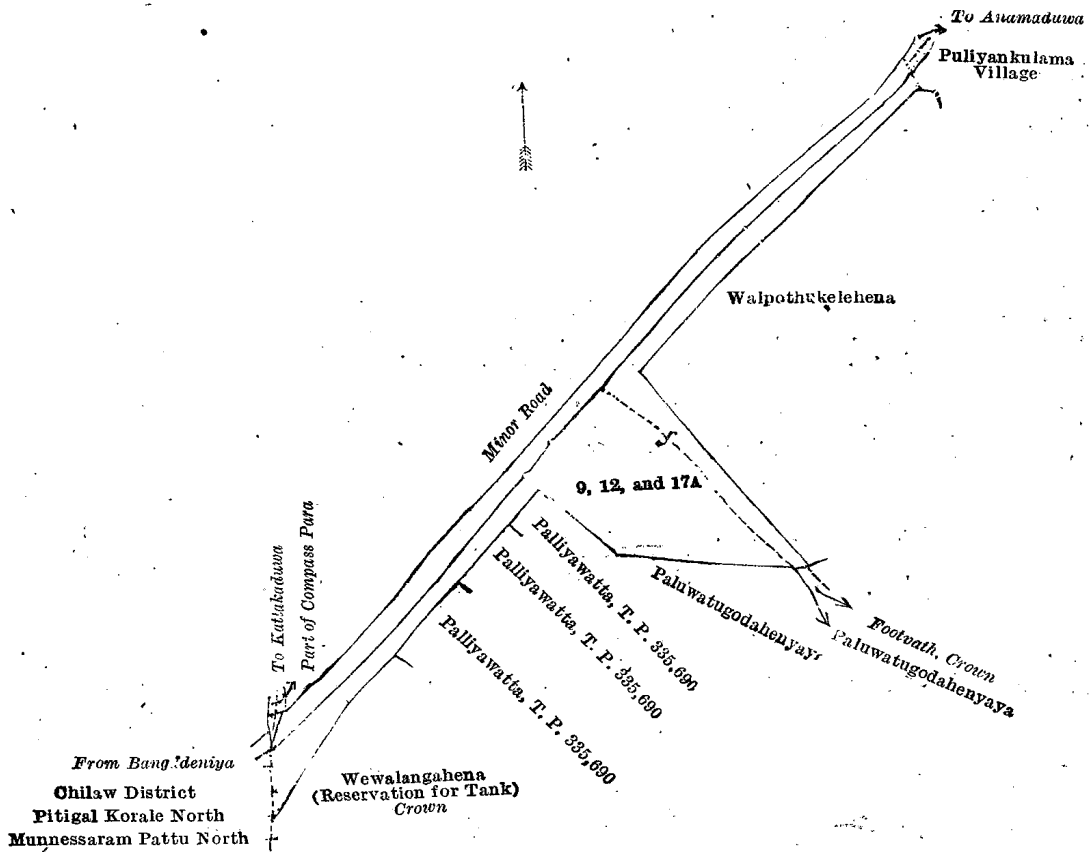 To Anamaduwa
Puliyankulama
Village
Walpothukelehena
Minor Road
9, 12, and 17A
To Kattakaduwa
Part of Compass Para
Palliyawatta, T. P. 335,690
Palliyawatta, T. P. 335,690
Palliyawatta, T. P. 335,690
Paluwatugodahenyaya
Footpath, Crown
Paluwatugodahenyaya
From Bangadeniya
Wewalangahena
(Reservation for Tank)
Crown
Chilaw District
Pitigal Korale North
Munnessaram Pattu North